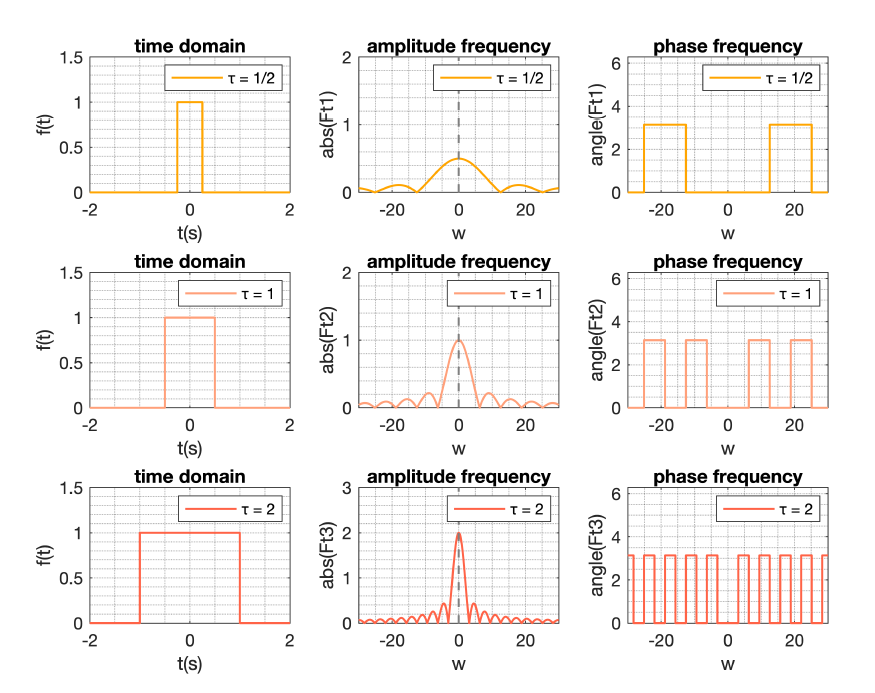 time domain
amplitude frequency
phase frequency
1.5
1
0.5
0
f(t)
τ = 1/2
-2
0
2
t(s)
2
1
0
abs(Ft1)
τ = 1/2
-20
0
20
w
6
4
2
0
angle(Ft1)
τ = 1/2
-20
0
20
w
time domain
amplitude frequency
phase frequency
1.5
1
0.5
0
f(t)
τ = 1
-2
0
2
t(s)
2
1
0
abs(Ft2)
τ = 1
-20
0
20
w
6
4
2
0
angle(Ft2)
τ = 1
-20
0
20
w
time domain
amplitude frequency
phase frequency
1.5
1
0.5
0
f(t)
τ = 2
-2
0
2
t(s)
3
2
1
0
abs(Ft3)
τ = 2
-20
0
20
w
6
4
2
0
angle(Ft3)
τ = 2
-20
0
20
w